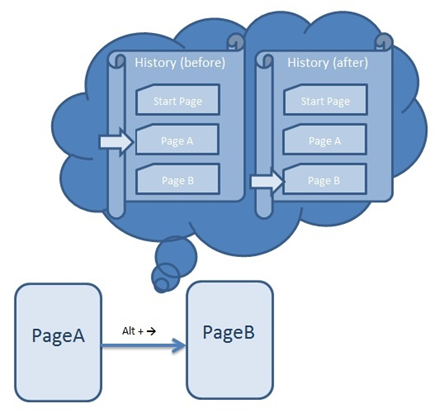 History (before)
Start Page
Page A
Page B
History (after)
Start Page
Page A
Page B
PageA
Alt + →
PageB